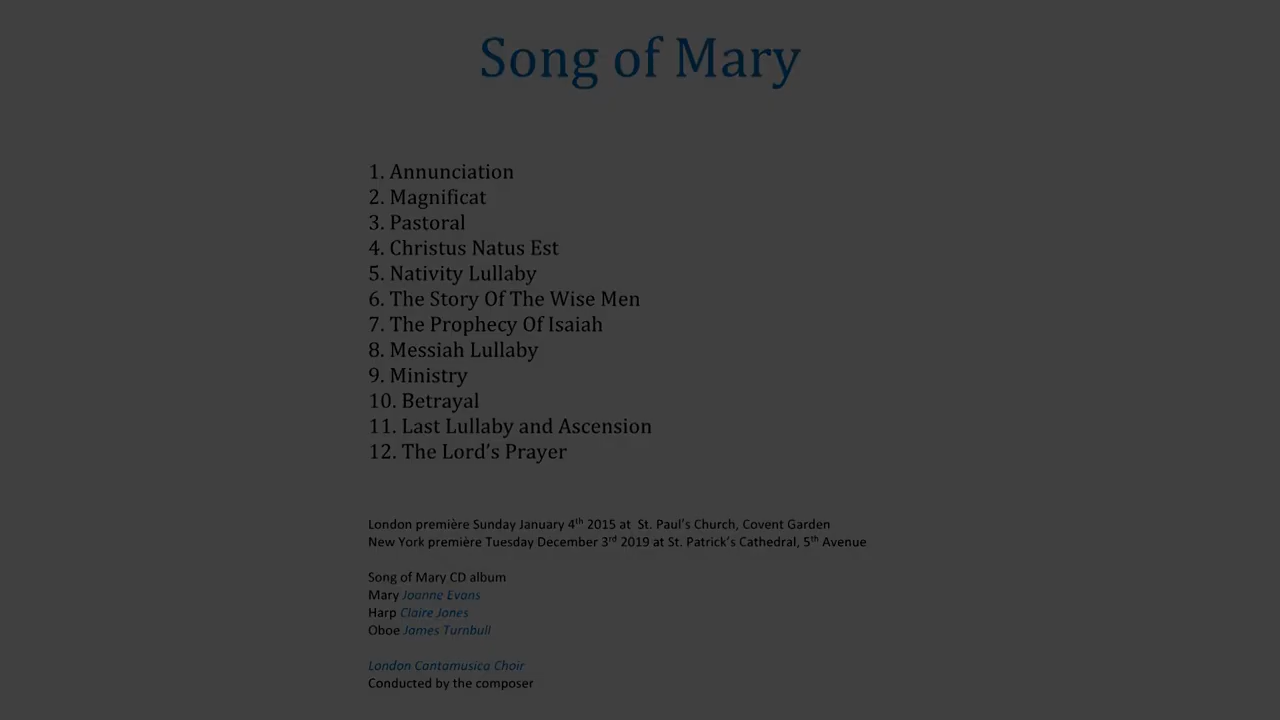 Song of Mary
1. Annunciation
2. Magnificat
3. Pastoral
4. Christus Natus Est
5. Nativity Lullaby
6. The Story Of The Wise Men
7. The Prophecy Of Isaiah
8. Messiah Lullaby
9. Ministry
10. Betrayal
11. Last Lullaby and Ascension
12. The Lord’s Prayer
London première Sunday January 4th 2015 at St. Paul’s Church, Covent Garden
New York première Tuesday December 3rd 2019 at St. Patrick’s Cathedral, 5th Avenue
Song of Mary CD album
Mary Joanne Evans
Harp Claire Jones
Oboe James Turnbull
London Cantamusica Choir
Conducted by the composer